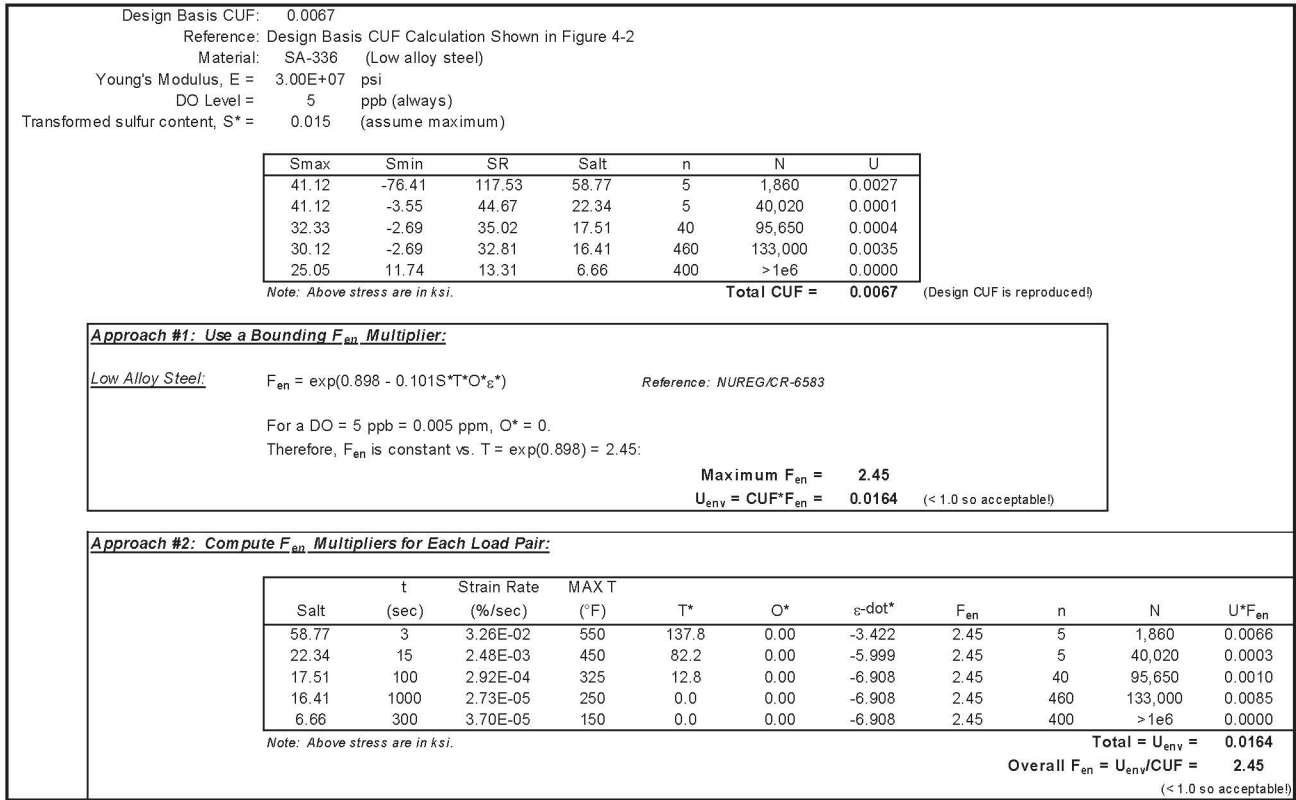 Design Basis CUF: 0.0067
Reference: Design Basis CUF Calculation Shown in Figure 4-2
Material: SA-336 (Low alloy steel)
Young's Modulus, E = 3.00E+07 psi
DO Level = 5 ppb (always)
Transformed sulfur content, S* = 0.015 (assume maximum)
Smax Smin SR Salt n N U
41.12 -76.41 117.53 58.77 5 1,860 0.0027
41.12 -3.55 44.67 22.34 5 40,020 0.0001
32.33 -2.69 35.02 17.51 40 95,650 0.0004
30.12 -2.69 32.81 16.41 460 133,000 0.0035
25.05 11.74 13.31 6.66 400 >1e6 0.0000
Note: Above stress are in ksi. Total CUF = 0.0067 (Design CUF is reproduced!)
Approach #1: Use a Bounding Fen Multiplier:
Low Alloy Steel: Fen = exp(0.898 - 0.101S*T*O*ε*) Reference: NUREG/CR-6583
For a DO = 5 ppb = 0.005 ppm, O* = 0.
Therefore, Fen is constant vs. T = exp(0.898) = 2.45:
Maximum Fen = 2.45
Uenv = CUF*Fen = 0.0164 (< 1.0 so acceptable!)
Approach #2: Compute Fen Multipliers for Each Load Pair:
t Strain Rate MAX T
Salt (sec) (%/sec) (°F) T* O* ε-dot* Fen n N U*Fen
58.77 3 3.26E-02 550 137.8 0.00 -3.422 2.45 5 1,860 0.0066
22.34 15 2.48E-03 450 82.2 0.00 -5.999 2.45 5 40,020 0.0003
17.51 100 2.92E-04 325 12.8 0.00 -6.908 2.45 40 95,650 0.0010
16.41 1000 2.73E-05 250 0.0 0.00 -6.908 2.45 460 133,000 0.0085
6.66 300 3.70E-05 150 0.0 0.00 -6.908 2.45 400 >1e6 0.0000
Note: Above stress are in ksi. Total = Uenv = 0.0164
Overall Fen = Uenv/CUF = 2.45
(< 1.0 so acceptable!)